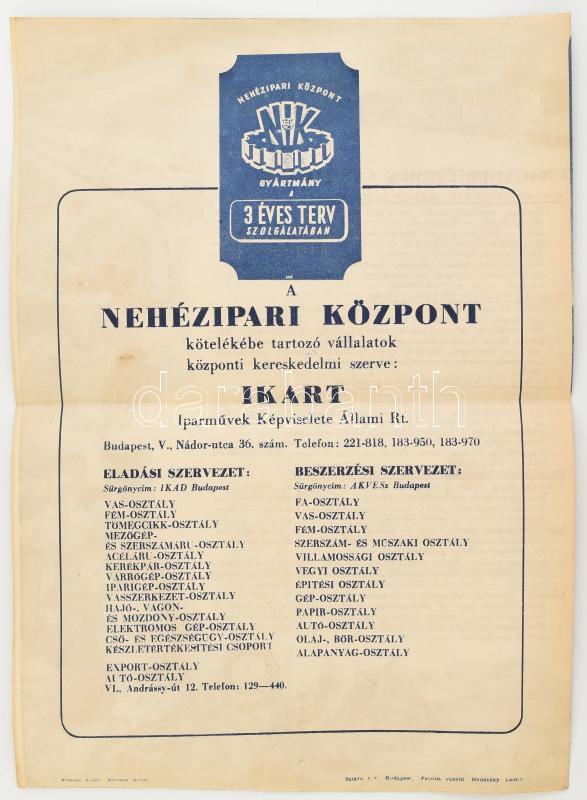 NEHÉZIPARI KÖZPONT
NIK
GYÁRTMÁNY
A
3 ÉVES TERV
SZOLGÁLATÁBAN
A
NEHÉZIPARI KÖZPONT
kötelékébe tartozó vállalatok
központi kereskedelmi szerve:
IKART
Iparművek Képviselete Állami Rt.
Budapest, V., Nádor-utca 36. szám. Telefon: 221-818, 183-950, 183-970
ELADÁSI SZERVEZET:
Sürgönycím: IKAD Budapest
VAS-OSZTÁLY
FÉM-OSZTÁLY
TÖMEGCIKK-OSZTÁLY
MEZŐGÉP-
ÉS SZERSZÁMÁRU-OSZTÁLY
ACÉLÁRU-OSZTÁLY
KERÉKPÁR-OSZTÁLY
VARRÓGÉP-OSZTÁLY
IPARIGÉP-OSZTÁLY
VASSZERKEZET-OSZTÁLY
HAJÓ-, VAGON-
ÉS MOZDONY-OSZTÁLY
ELEKTROMOS GÉP-OSZTÁLY
CSŐ- ÉS EGÉSZSÉGÜGY-OSZTÁLY
KÉSZLETÉRTÉKESÍTÉSI CSOPORT
EXPORT-OSZTÁLY
AUTÓ-OSZTÁLY
VI., Andrássy-út 12. Telefon: 129—440.
BESZERZÉSI SZERVEZET:
Sürgönycím: AKVESz Budapest
FA-OSZTÁLY
VAS-OSZTÁLY
FÉM-OSZTÁLY
SZERSZÁM- ÉS MŰSZAKI OSZTÁLY
VILLAMOSSÁGI OSZTÁLY
VEGYI OSZTÁLY
ÉPÍTÉSI OSZTÁLY
GÉP-OSZTÁLY
PAPIR-OSZTÁLY
AUTÓ-OSZTÁLY
OLAJ-, BŐR-OSZTÁLY
ALAPANYAG-OSZTÁLY
darabanth
Szikra r.-t. Budapest. Felelős vezető